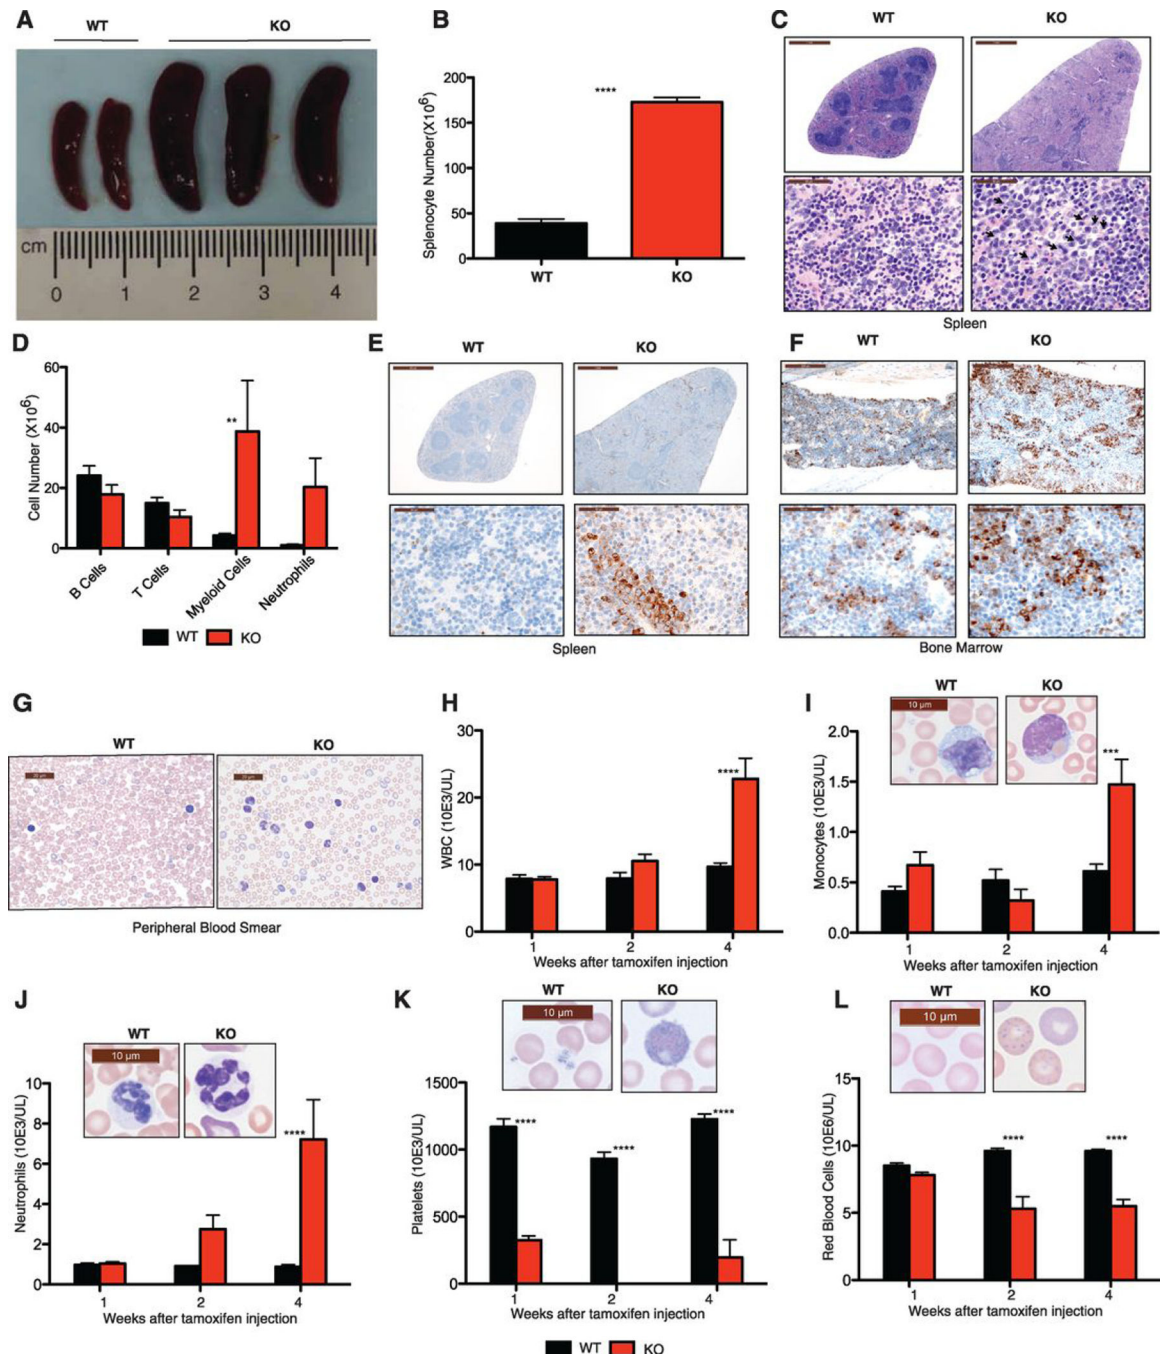 A
WT
KO
cm
0
1
2
3
4
B
Splenocyte Number(X10⁶)
200
150
100
50
0
****
WT
KO
C
WT
KO
Spleen
D
Cell Number (X10⁶)
60
40
20
0
**
B Cells
T Cells
Myeloid Cells
Neutrophils
WT
KO
E
WT
KO
Spleen
F
WT
KO
Bone Marrow
G
WT
KO
Peripheral Blood Smear
H
WBC (10E3/UL)
30
20
10
0
****
1
2
4
Weeks after tamoxifen injection
I
WT
KO
10 µm
Monocytes (10E3/UL)
2.0
1.5
1.0
0.5
0.0
***
1
2
4
Weeks after tamoxifen injection
J
WT
KO
10 µm
Neutrophils (10E3/UL)
10
8
6
4
2
0
****
1
2
4
Weeks after tamoxifen injection
K
WT
KO
10 µm
Platelets (10E3/UL)
1500
1000
500
0
****
****
****
1
2
4
Weeks after tamoxifen injection
L
WT
KO
10 µm
Red Blood Cells (10E6/UL)
15
10
5
0
****
****
1
2
4
Weeks after tamoxifen injection
WT
KO